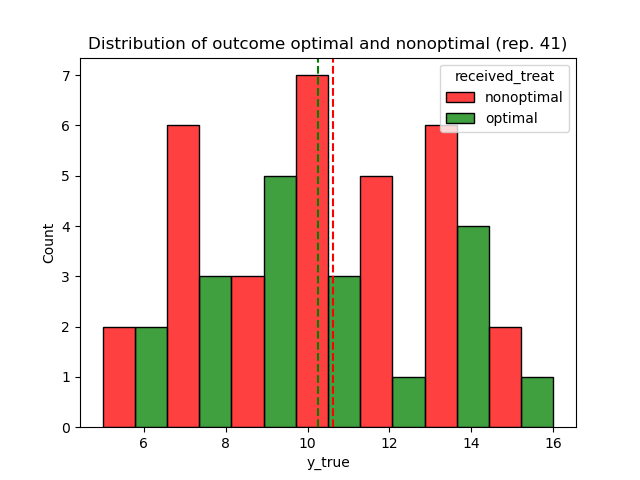 Distribution of outcome optimal and nonoptimal (rep. 41)
received_treat
nonoptimal
optimal
Count
7
6
5
4
3
2
1
0
6 8 10 12 14 16
y_true